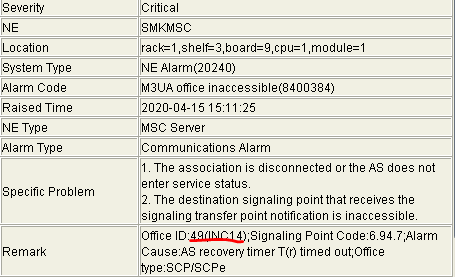 Severity Critical
NE SMKMSC
Location rack=1,shelf=3,board=9,cpu=1,module=1
System Type NE Alarm(20240)
Alarm Code M3UA office inaccessible(8400384)
Raised Time 2020-04-15 15:11:25
NE Type MSC Server
Alarm Type Communications Alarm
Specific Problem
1. The association is disconnected or the AS does not
enter service status.
2. The destination signaling point that receives the
signaling transfer point notification is inaccessible.
Remark
Office ID:49(INC14);Signaling Point Code:6.94.7;Alarm
Cause:AS recovery timer T(r) timed out;Office
type:SCP/SCPe